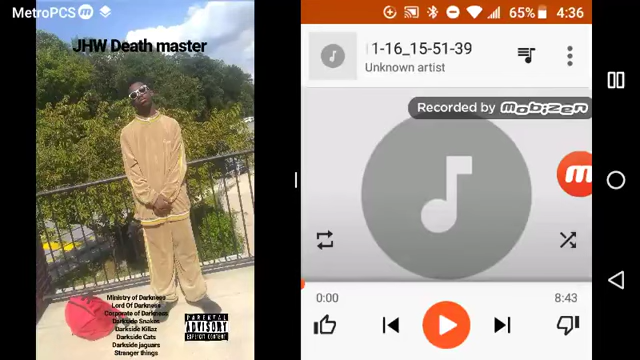 MetroPCS
65% 4:36
JHW Death master
1-16_15-51-39
Unknown artist
Recorded by mobizen
0:00
8:43
Ministry of Darkness
Lord Of Darkness
Corporate of Darkness
Darkside Snakes
Darkside Killaz
Darkside Cats
Darkside jaguars
Stranger things
PARENTAL
ADVISORY
EXPLICIT CONTENT